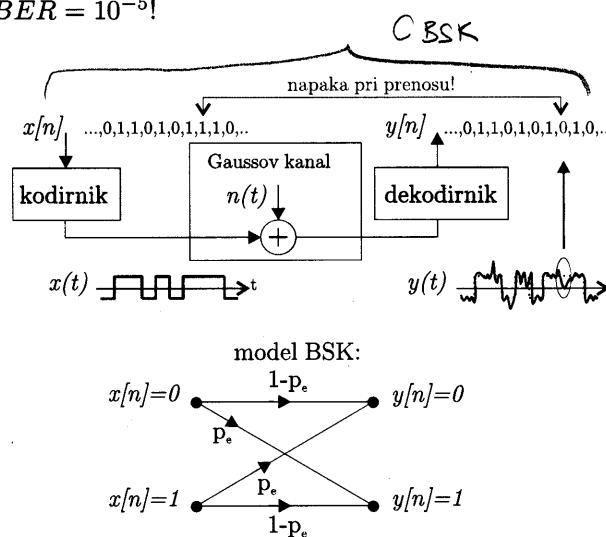 BER = 10⁻⁵!
C BSK
napaka pri prenosu!
x[n] ...,0,1,1,0,1,0,1,1,1,0,.. y[n] ...,0,1,1,0,1,0,1,0,1,0,..
Gaussov kanal
kodirnik n(t) dekodirnik
+
x(t) t y(t)
model BSK:
1-pₑ
x[n]=0 y[n]=0
pₑ
pₑ
x[n]=1 y[n]=1
1-pₑ